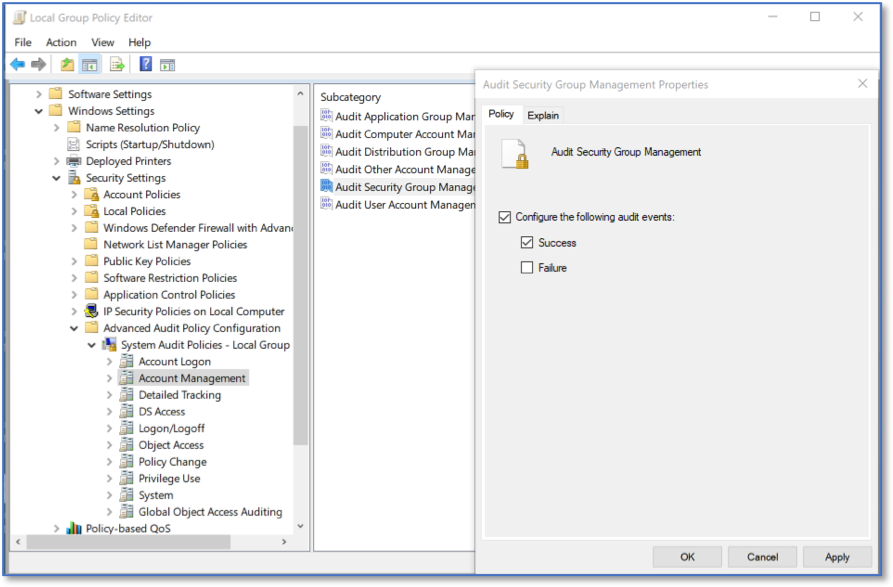 Local Group Policy Editor
File Action View Help
Software Settings
Windows Settings
Name Resolution Policy
Scripts (Startup/Shutdown)
Deployed Printers
Security Settings
Account Policies
Local Policies
Windows Defender Firewall with Advan
Network List Manager Policies
Public Key Policies
Software Restriction Policies
Application Control Policies
IP Security Policies on Local Computer
Advanced Audit Policy Configuration
System Audit Policies - Local Group
Account Logon
Account Management
Detailed Tracking
DS Access
Logon/Logoff
Object Access
Policy Change
Privilege Use
System
Global Object Access Auditing
Policy-based QoS
Subcategory
Audit Application Group Mar
Audit Computer Account Mar
Audit Distribution Group Ma
Audit Other Account Manage
Audit Security Group Manage
Audit User Account Managen
Audit Security Group Management Properties
Policy Explain
Audit Security Group Management
Configure the following audit events:
Success
Failure
OK Cancel Apply